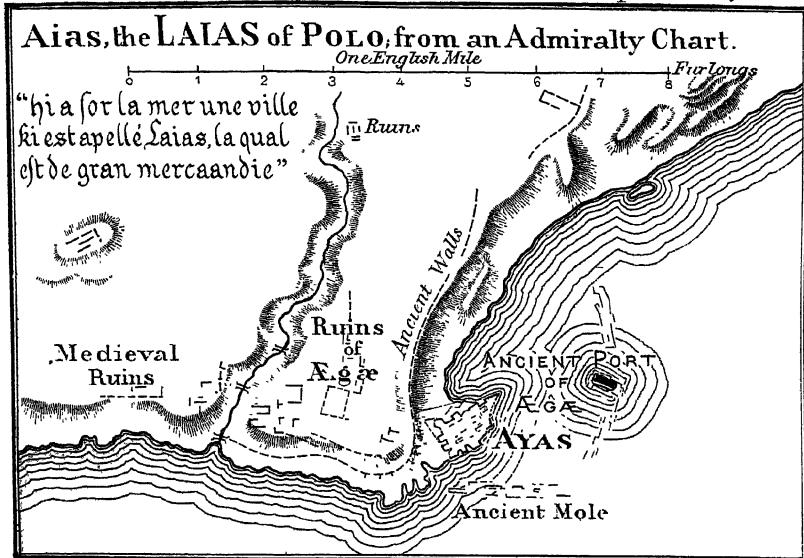 Aias, the LAIAS of POLO, from an Admiralty Chart.
One English Mile
0 1 2 3 4 5 6 7 8 Furlongs
"hi a ſor la mer une ville
ki est apellé Laias, la qual
eſt de gran mercaandie"
Ruins
Ancient Walls
Ruins
of
Ægæ
Medieval
Ruins
ANCIENT PORT
OF
ÆGÆ
AYAS
Ancient Mole